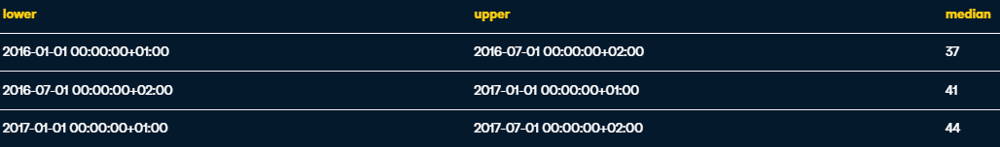 lower upper median
2016-01-01 00:00:00+01:00 2016-07-01 00:00:00+02:00 37
2016-07-01 00:00:00+02:00 2017-01-01 00:00:00+01:00 41
2017-01-01 00:00:00+01:00 2017-07-01 00:00:00+02:00 44